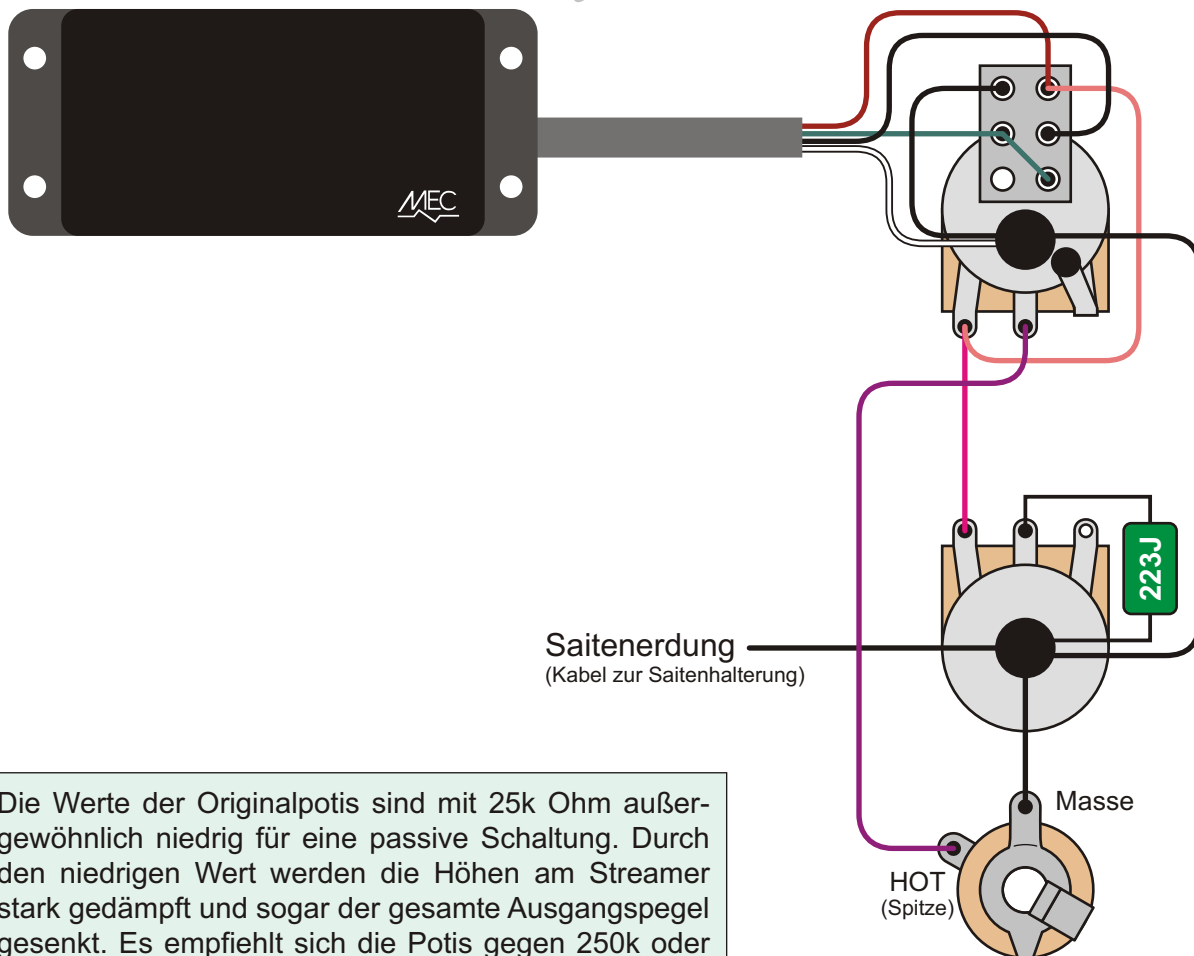 MEC
223J
Saitenerdung
(Kabel zur Saitenhalterung)
Masse
HOT
(Spitze)
Die Werte der Originalpotis sind mit 25k Ohm außer-
gewöhnlich niedrig für eine passive Schaltung. Durch
den niedrigen Wert werden die Höhen am Streamer
stark gedämpft und sogar der gesamte Ausgangspegel
gesenkt. Es empfiehlt sich die Potis gegen 250k oder